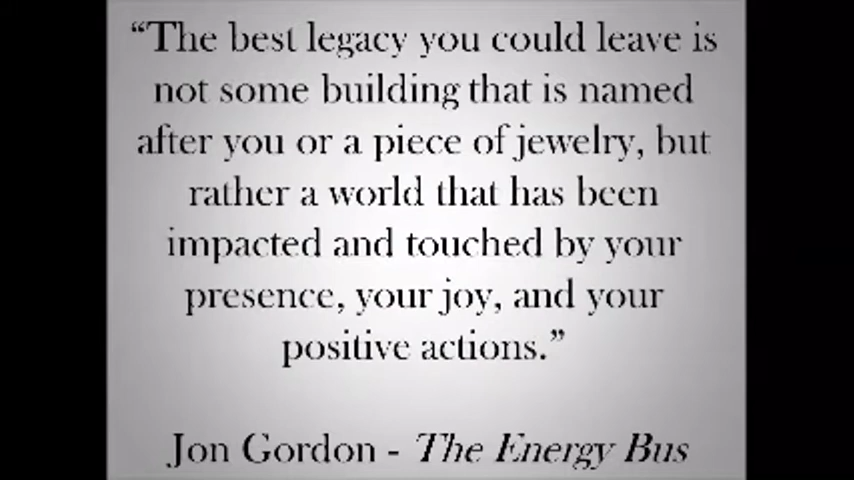 “The best legacy you could leave is
not some building that is named
after you or a piece of jewelry, but
rather a world that has been
impacted and touched by your
presence, your joy, and your
positive actions.”
Jon Gordon - The Energy Bus